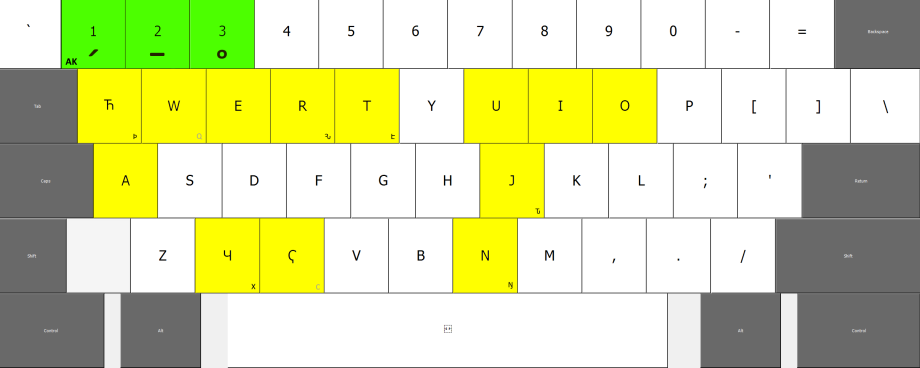 ` 1 2 3 4 5 6 7 8 9 0 - = Backspace
AK ˊ – o
Tab Ћ W E R T Y U I O P [ ] \
Caps A S D F G H J K L ; ' Return
Shift Z Ч Ҁ V B N M , . / Shift
Control Alt Alt Control